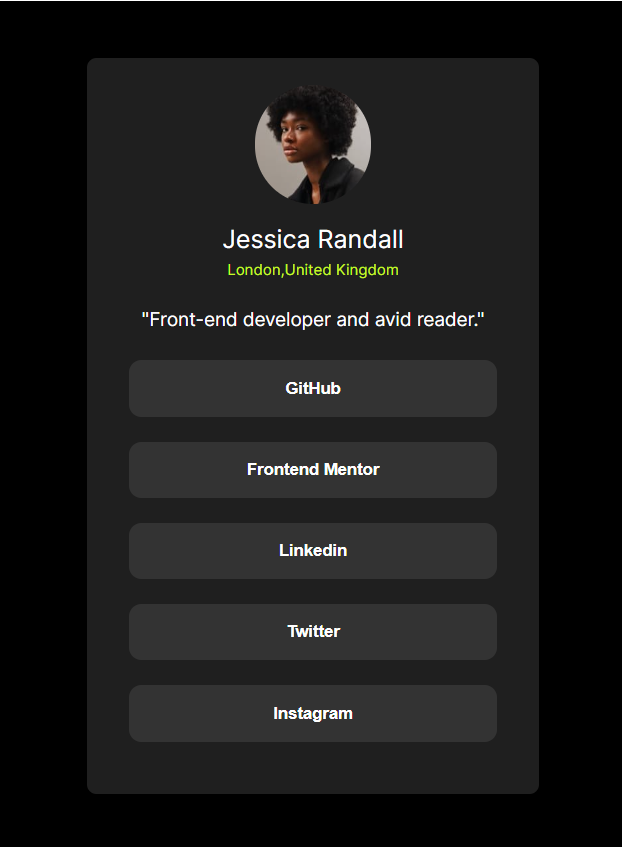 Jessica Randall
London,United Kingdom
"Front-end developer and avid reader."
GitHub
Frontend Mentor
Linkedin
Twitter
Instagram